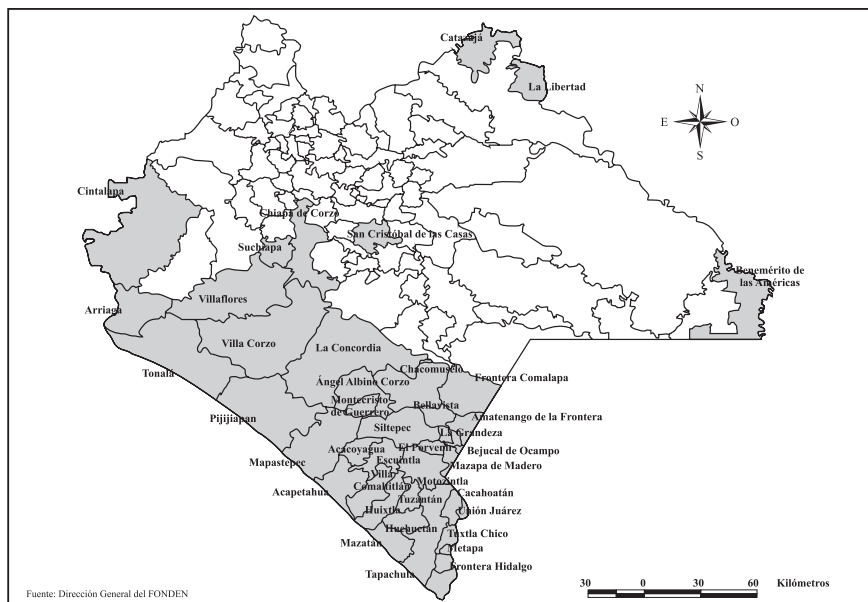 Catazajá
La Libertad
N
E
O
S
Cintalapa
Chiapa de Corzo
San Cristóbal de las Casas
Suchiapa
Benemérito de
las Américas
Villaflores
Arriaga
Villa Corzo
La Concordia
Tonalá
Chacomuselo
Frontera Comalapa
Ángel Albino Corzo
Montecristo
de Guerrero
Bellavista
Pijijiapan
Amatenango de la Frontera
Siltepec
La Grandeza
Acacoyagua
El Porvenir
Bejucal de Ocampo
Escuintla
Mapastepec
Mazapa de Madero
Villa
Comaltitlán
Motozintla
Acapetahua
Cacahoatán
Tuzantán
Huixtla
Unión Juárez
Huehuetán
Tuxtla Chico
Mazatán
Metapa
Frontera Hidalgo
Tapachula
30 0 30 60 Kilómetros
Fuente: Dirección General del FONDEN